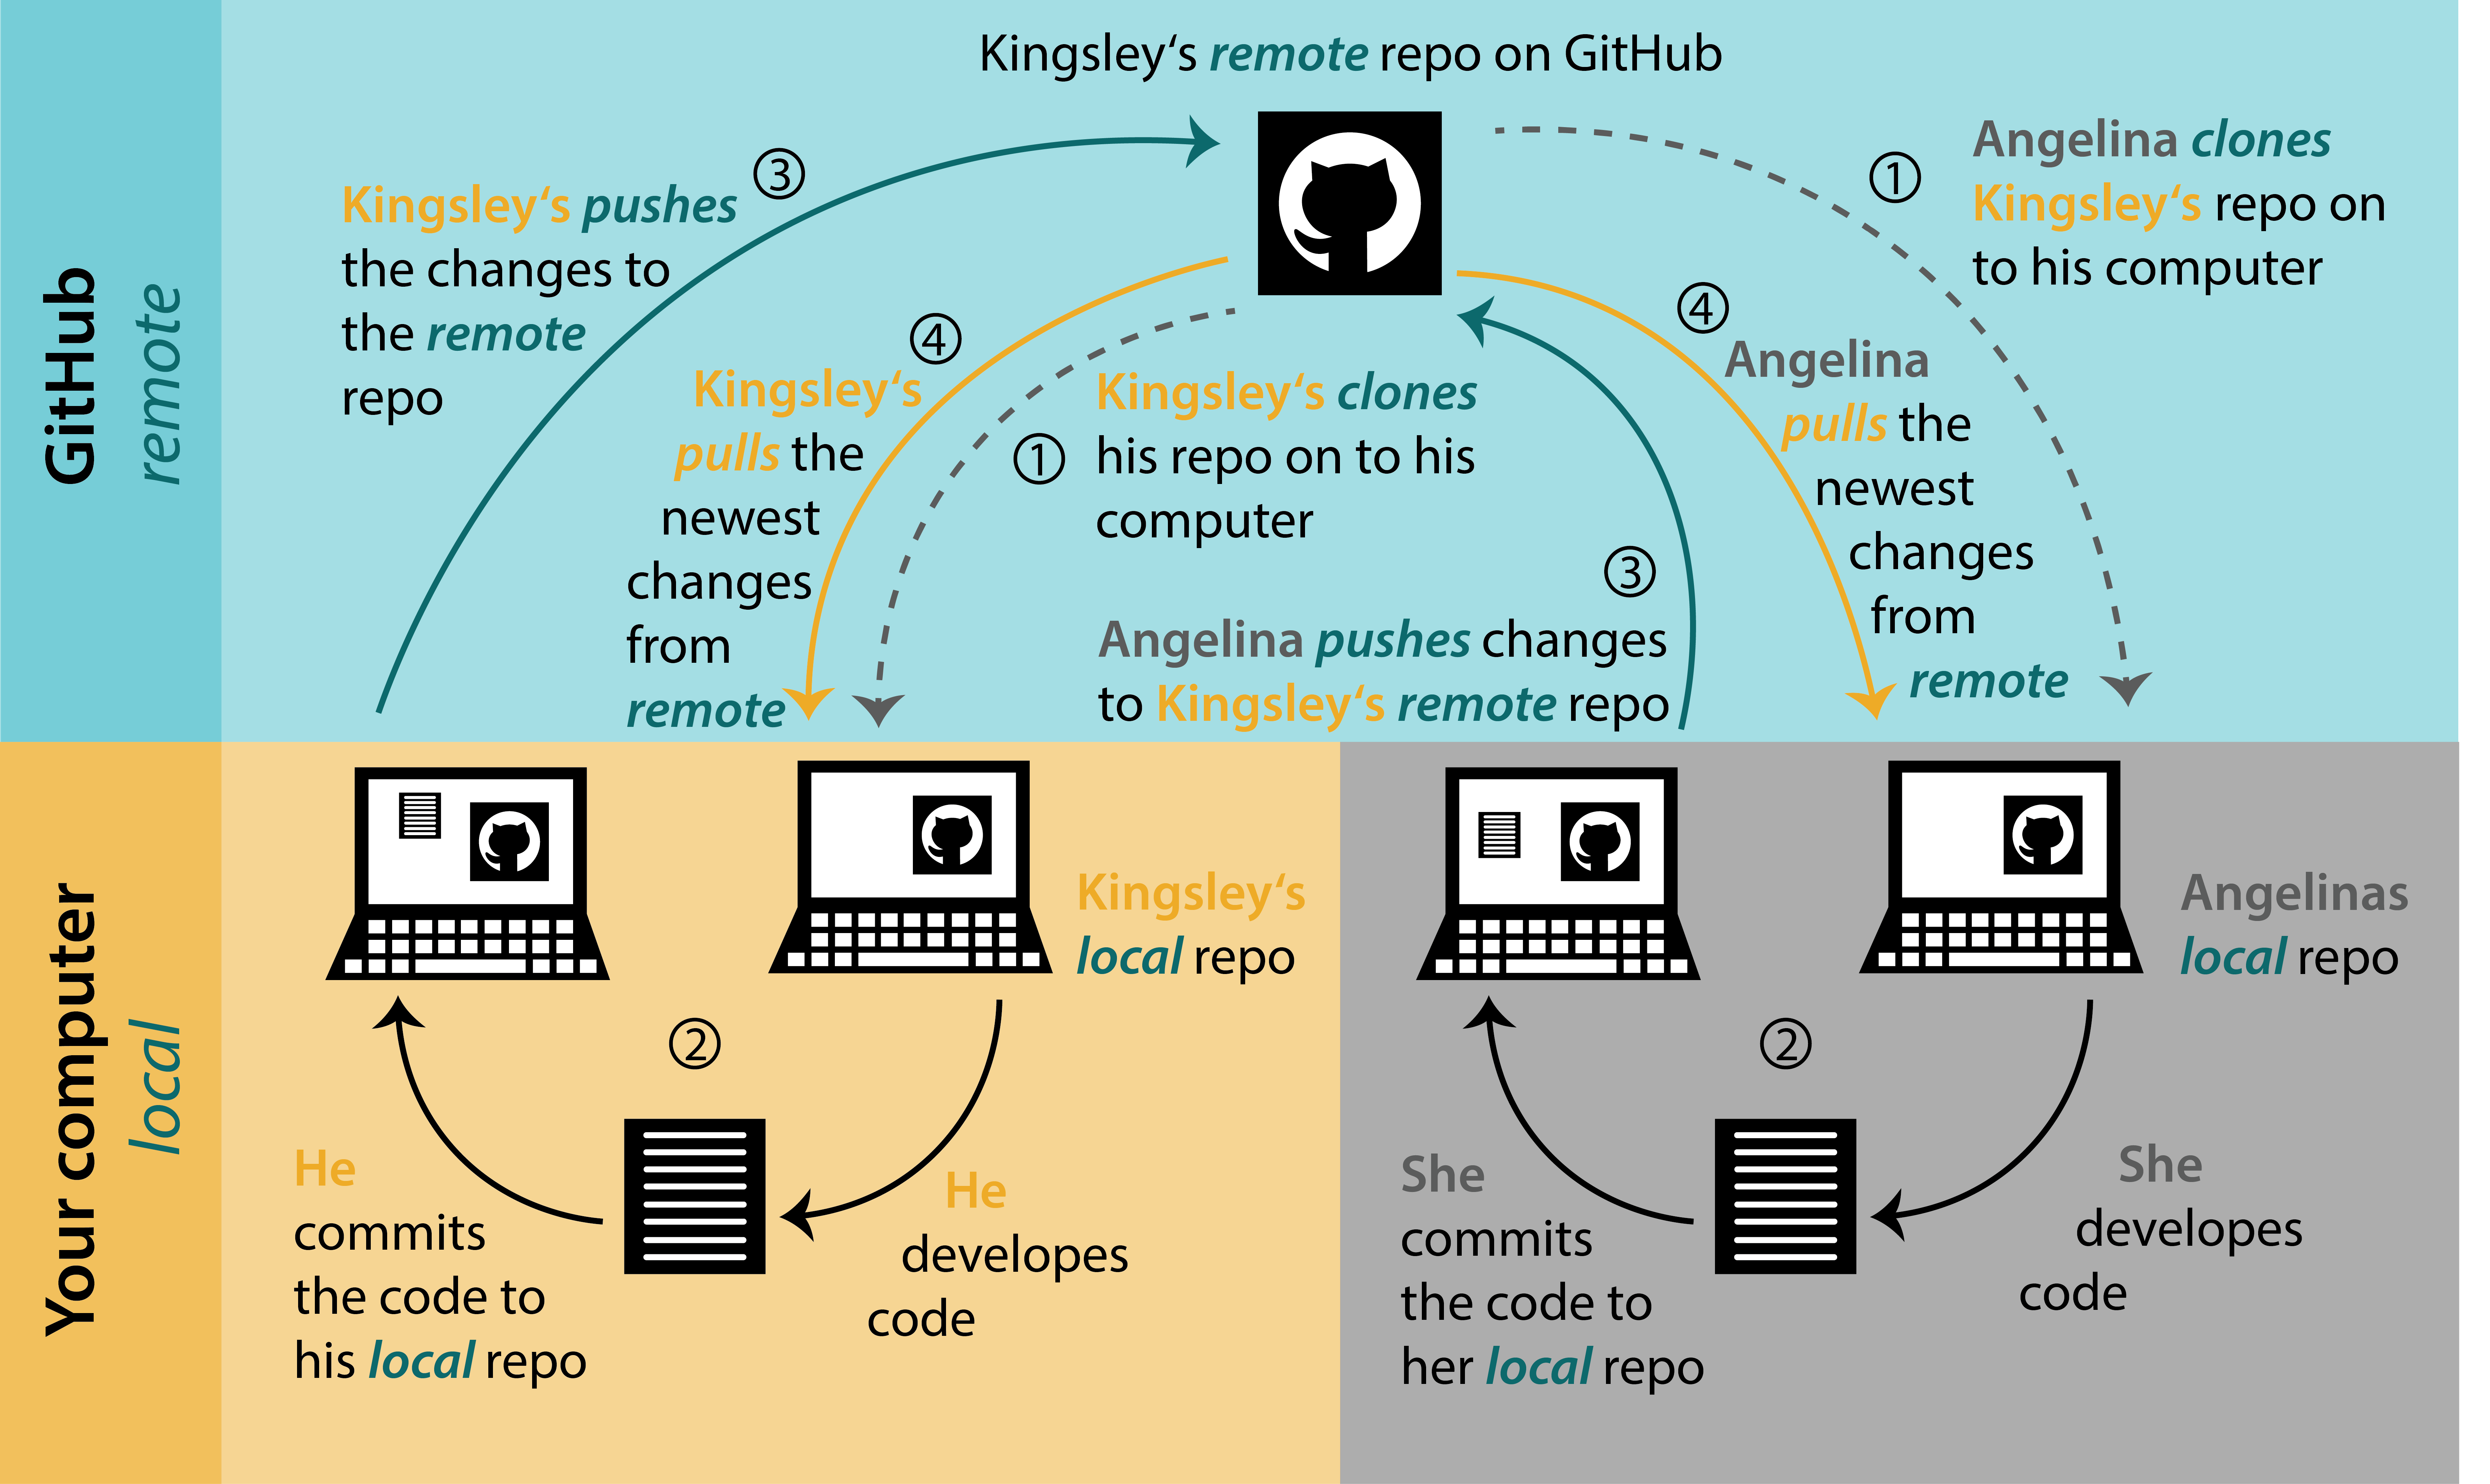 Kingsley‘s remote repo on GitHub
GitHub
remote
③
Kingsley‘s pushes
the changes to
the remote
repo
④
Kingsley‘s
pulls the
newest
changes
from
remote
①
Kingsley‘s clones
his repo on to his
computer
③
Angelina pushes changes
to Kingsley‘s remote repo
④
Angelina
pulls the
newest
changes
from
remote
①
Angelina clones
Kingsley‘s repo on
to his computer
Your computer
local
Kingsley‘s
local repo
②
He
commits
the code to
his local repo
He
developes
code
Angelinas
local repo
②
She
commits
the code to
her local repo
She
developes
code